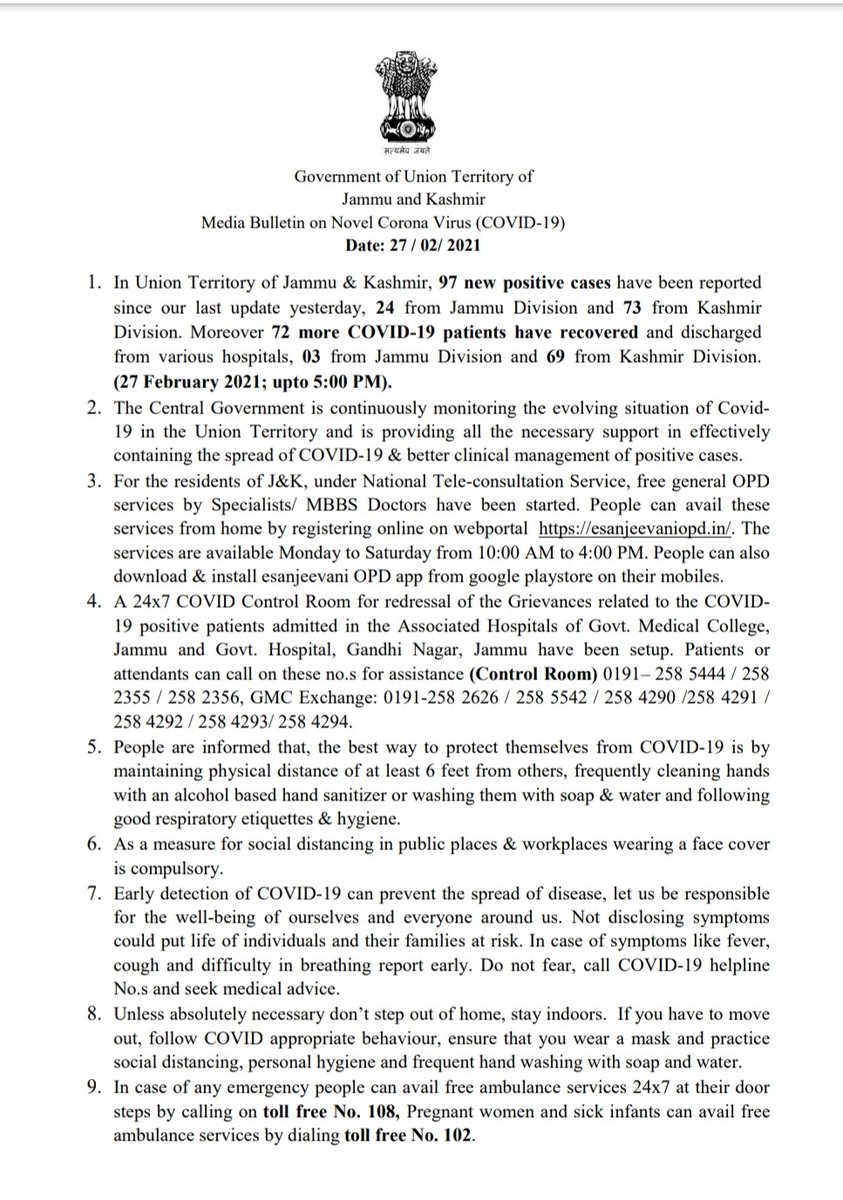 सत्यमेव जयते
Government of Union Territory of
Jammu and Kashmir
Media Bulletin on Novel Corona Virus (COVID-19)
Date: 27 / 02/ 2021
1. In Union Territory of Jammu & Kashmir, 97 new positive cases have been reported
since our last update yesterday, 24 from Jammu Division and 73 from Kashmir
Division. Moreover 72 more COVID-19 patients have recovered and discharged
from various hospitals, 03 from Jammu Division and 69 from Kashmir Division.
(27 February 2021; upto 5:00 PM).
2. The Central Government is continuously monitoring the evolving situation of Covid-
19 in the Union Territory and is providing all the necessary support in effectively
containing the spread of COVID-19 & better clinical management of positive cases.
3. For the residents of J&K, under National Tele-consultation Service, free general OPD
services by Specialists/ MBBS Doctors have been started. People can avail these
services from home by registering online on webportal https://esanjeevaniopd.in/. The
services are available Monday to Saturday from 10:00 AM to 4:00 PM. People can also
download & install esanjeevani OPD app from google playstore on their mobiles.
4. A 24x7 COVID Control Room for redressal of the Grievances related to the COVID-
19 positive patients admitted in the Associated Hospitals of Govt. Medical College,
Jammu and Govt. Hospital, Gandhi Nagar, Jammu have been setup. Patients or
attendants can call on these no.s for assistance (Control Room) 0191– 258 5444 / 258
2355 / 258 2356, GMC Exchange: 0191-258 2626 / 258 5542 / 258 4290 /258 4291 /
258 4292 / 258 4293/ 258 4294.
5. People are informed that, the best way to protect themselves from COVID-19 is by
maintaining physical distance of at least 6 feet from others, frequently cleaning hands
with an alcohol based hand sanitizer or washing them with soap & water and following
good respiratory etiquettes & hygiene.
6. As a measure for social distancing in public places & workplaces wearing a face cover
is compulsory.
7. Early detection of COVID-19 can prevent the spread of disease, let us be responsible
for the well-being of ourselves and everyone around us. Not disclosing symptoms
could put life of individuals and their families at risk. In case of symptoms like fever,
cough and difficulty in breathing report early. Do not fear, call COVID-19 helpline
No.s and seek medical advice.
8. Unless absolutely necessary don’t step out of home, stay indoors. If you have to move
out, follow COVID appropriate behaviour, ensure that you wear a mask and practice
social distancing, personal hygiene and frequent hand washing with soap and water.
9. In case of any emergency people can avail free ambulance services 24x7 at their door
steps by calling on toll free No. 108, Pregnant women and sick infants can avail free
ambulance services by dialing toll free No. 102.